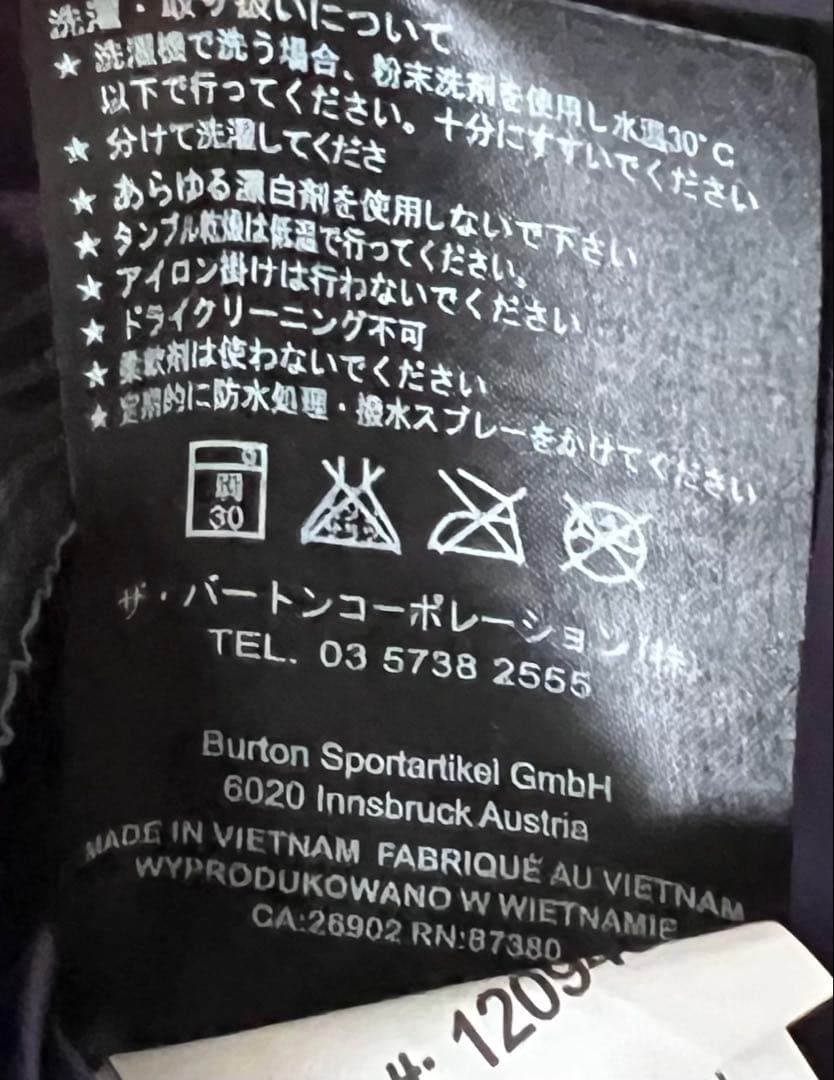 洗濯・取り扱いについて
★ 洗濯機で洗う場合、粉末洗剤を使用し水温30°C
以下で行ってください。十分にすすいでください
★ 分けて洗濯してくださ
★ あらゆる漂白剤を使用しないで下さい
★ タンブル乾燥は低温で行ってください。
★ アイロン掛けは行わないでください
★ ドライクリーニング不可
★ 柔軟剤は使わないでください
★ 定期的に防水処理・撥水スプレーをかけてください
30
ザ・バートンコーポレーション(株)
TEL. 03 5738 2555
Burton Sportartikel GmbH
6020 Innsbruck Austria
MADE IN VIETNAM FABRIQUÉ AU VIETNAM
WYPRODUKOWANO W WIETNAMIE
CA:26902 RN:87380